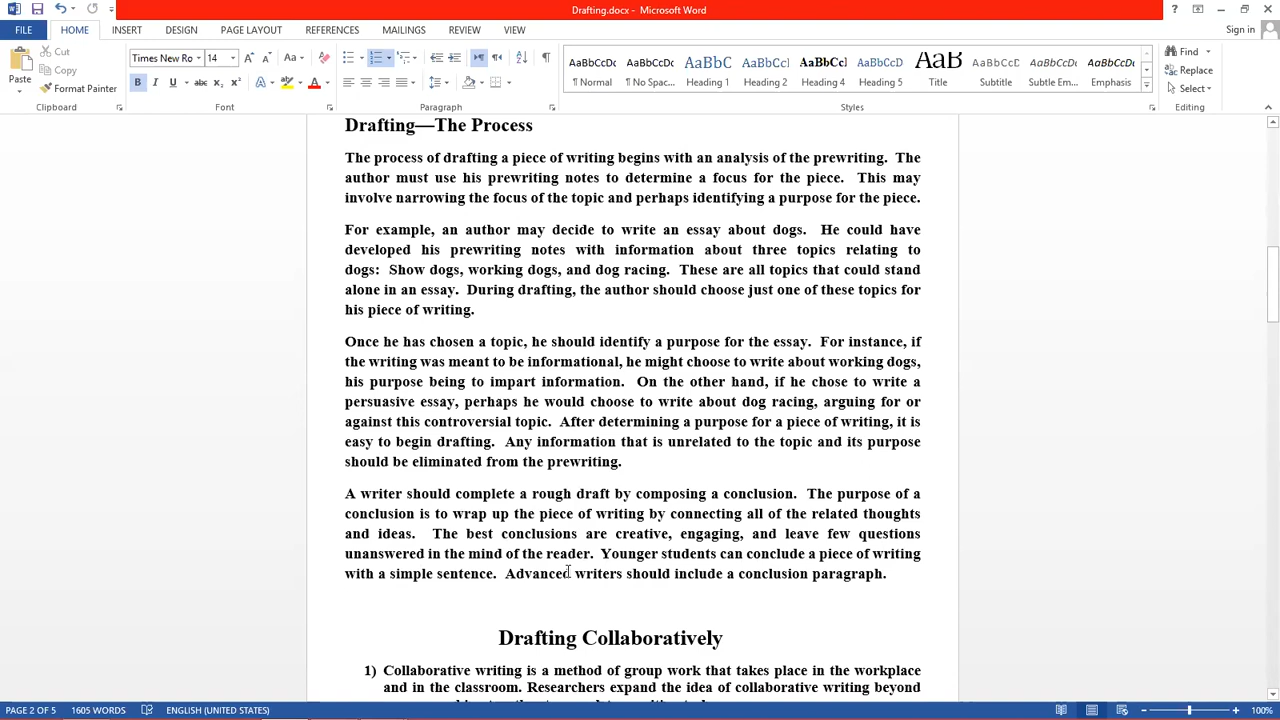 Drafting.docx - Microsoft Word
Sign in
FILE HOME INSERT DESIGN PAGE LAYOUT REFERENCES MAILINGS REVIEW VIEW
Paste
Cut
Copy
Format Painter
Clipboard
Times New Ro 14
Font
Paragraph
AaBbCcDc AaBbCcDc AaBbC AaBbCc AaBbCc AaBbCcD AaB AaBbCcD AaBbCcDc AaBbCcDc
¶ Normal ¶ No Spac... Heading 1 Heading 2 Heading 4 Heading 5 Title Subtitle Subtle Em... Emphasis
Styles
Find
Replace
Select
Editing
Drafting—The Process
The process of drafting a piece of writing begins with an analysis of the prewriting. The
author must use his prewriting notes to determine a focus for the piece. This may
involve narrowing the focus of the topic and perhaps identifying a purpose for the piece.
For example, an author may decide to write an essay about dogs. He could have
developed his prewriting notes with information about three topics relating to
dogs: Show dogs, working dogs, and dog racing. These are all topics that could stand
alone in an essay. During drafting, the author should choose just one of these topics for
his piece of writing.
Once he has chosen a topic, he should identify a purpose for the essay. For instance, if
the writing was meant to be informational, he might choose to write about working dogs,
his purpose being to impart information. On the other hand, if he chose to write a
persuasive essay, perhaps he would choose to write about dog racing, arguing for or
against this controversial topic. After determining a purpose for a piece of writing, it is
easy to begin drafting. Any information that is unrelated to the topic and its purpose
should be eliminated from the prewriting.
A writer should complete a rough draft by composing a conclusion. The purpose of a
conclusion is to wrap up the piece of writing by connecting all of the related thoughts
and ideas. The best conclusions are creative, engaging, and leave few questions
unanswered in the mind of the reader. Younger students can conclude a piece of writing
with a simple sentence. Advanced writers should include a conclusion paragraph.
Drafting Collaboratively
1) Collaborative writing is a method of group work that takes place in the workplace
and in the classroom. Researchers expand the idea of collaborative writing beyond
PAGE 2 OF 5 1605 WORDS ENGLISH (UNITED STATES) 100%